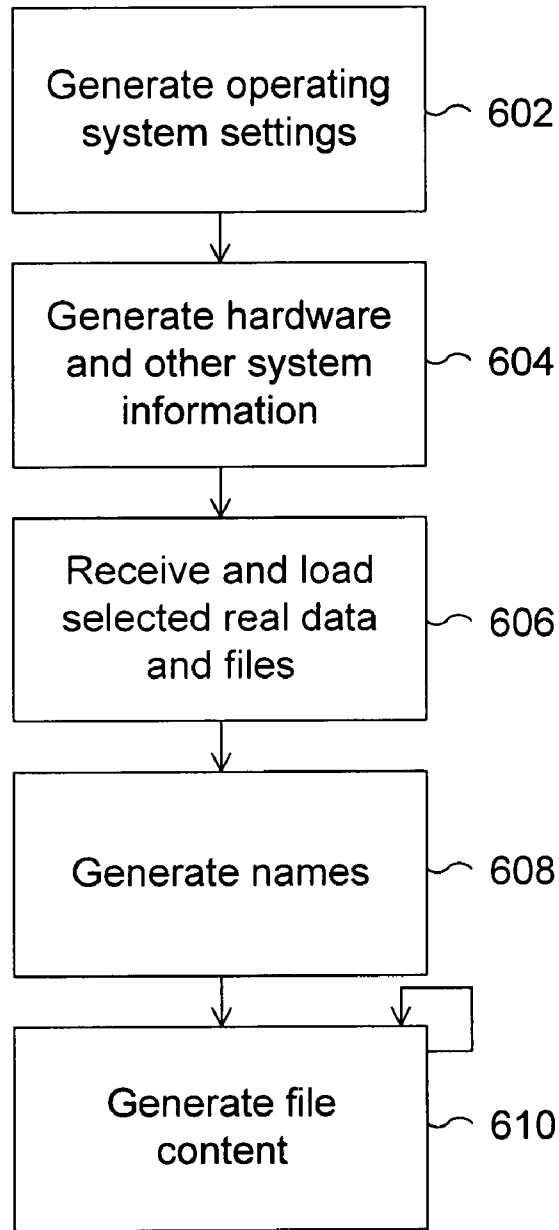 Generate operating
system settings
602
Generate hardware
and other system
information
604
Receive and load
selected real data
and files
606
Generate names
608
Generate file
content
610